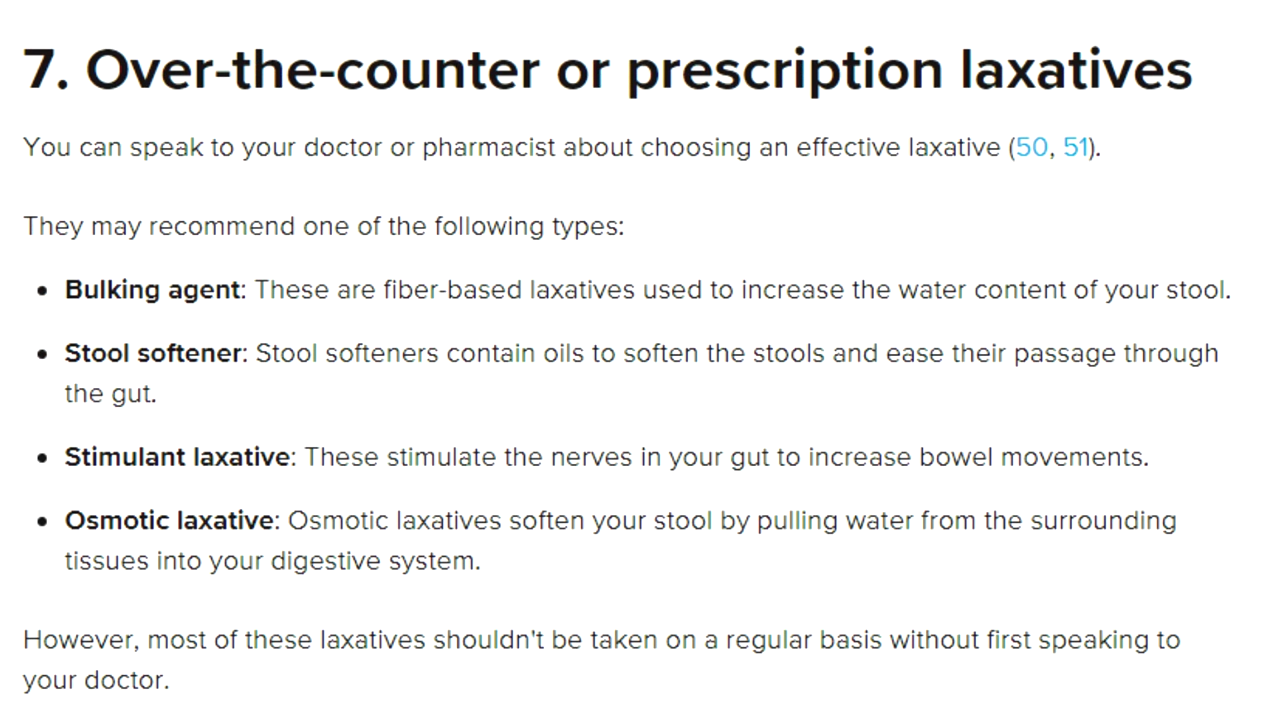 7. Over-the-counter or prescription laxatives
You can speak to your doctor or pharmacist about choosing an effective laxative (50, 51).
They may recommend one of the following types:
• Bulking agent: These are fiber-based laxatives used to increase the water content of your stool.
• Stool softener: Stool softeners contain oils to soften the stools and ease their passage through
the gut.
• Stimulant laxative: These stimulate the nerves in your gut to increase bowel movements.
• Osmotic laxative: Osmotic laxatives soften your stool by pulling water from the surrounding
tissues into your digestive system.
However, most of these laxatives shouldn't be taken on a regular basis without first speaking to
your doctor.